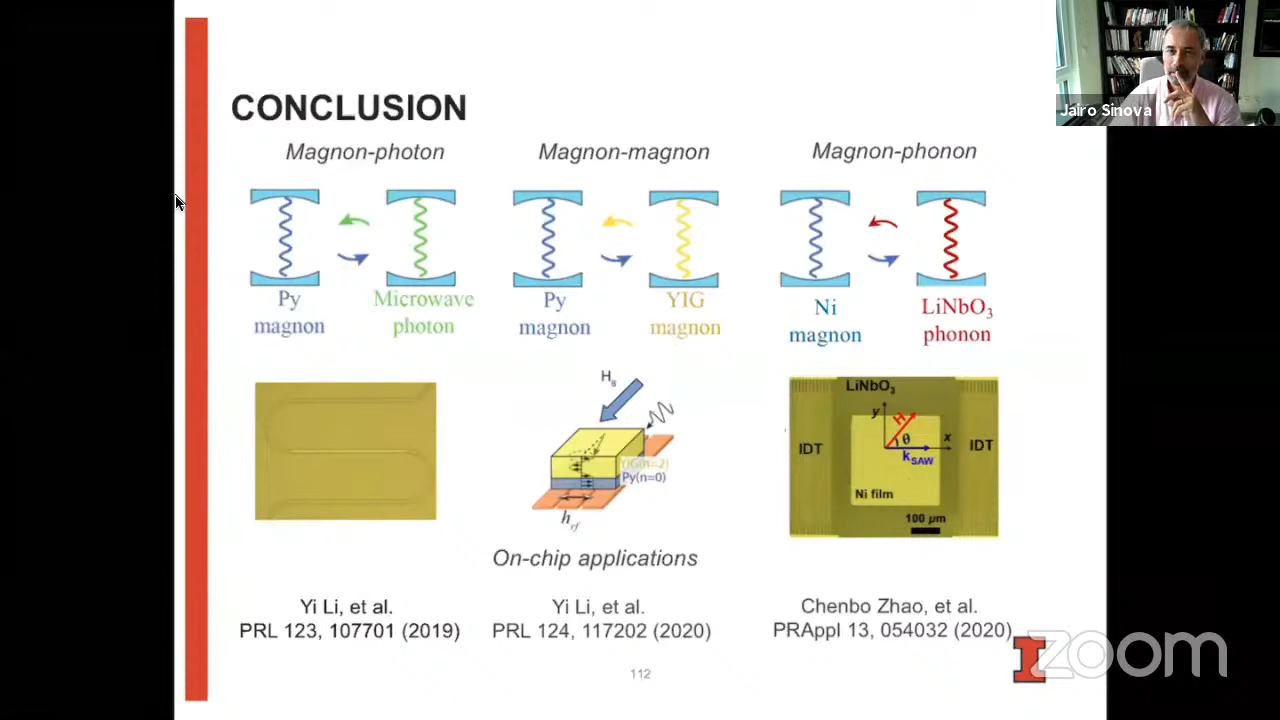 Jairo Sinova
CONCLUSION
Magnon-photon
Magnon-magnon
Magnon-phonon
Py
magnon
Microwave
photon
Py
magnon
YIG
magnon
Ni
magnon
LiNbO3
phonon
HB
YIG(n=2)
Py(n=0)
hrf
LiNbO3
y
H
θ
x
IDT
IDT
kSAW
Ni film
100 µm
On-chip applications
Yi Li, et al.
PRL 123, 107701 (2019)
Yi Li, et al.
PRL 124, 117202 (2020)
Chenbo Zhao, et al.
PRAppl 13, 054032 (2020)
112
I
zoom